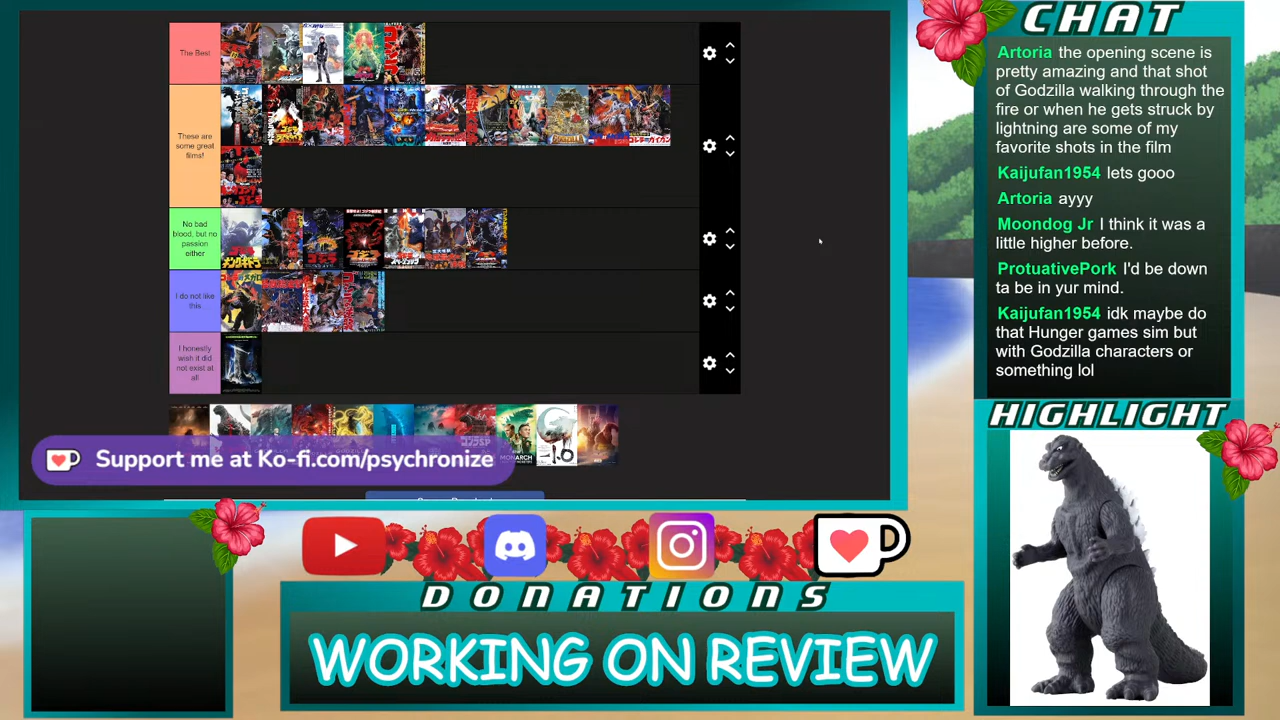 The Best
These are
some great
films!
No bad
blood, but no
passion
either
I do not like
this
I honestly
wish it did
not exist at
all
MONARCH
1.0
Support me at Ko-fi.com/psychronize
CHAT
Artoria the opening scene is
pretty amazing and that shot
of Godzilla walking through the
fire or when he gets struck by
lightning are some of my
favorite shots in the film
Kaijufan1954 lets gooo
Artoria ayyy
Moondog Jr I think it was a
little higher before.
ProtuativePork I'd be down
ta be in yur mind.
Kaijufan1954 idk maybe do
that Hunger games sim but
with Godzilla characters or
something lol
HIGHLIGHT
DONATIONS
WORKING ON REVIEW